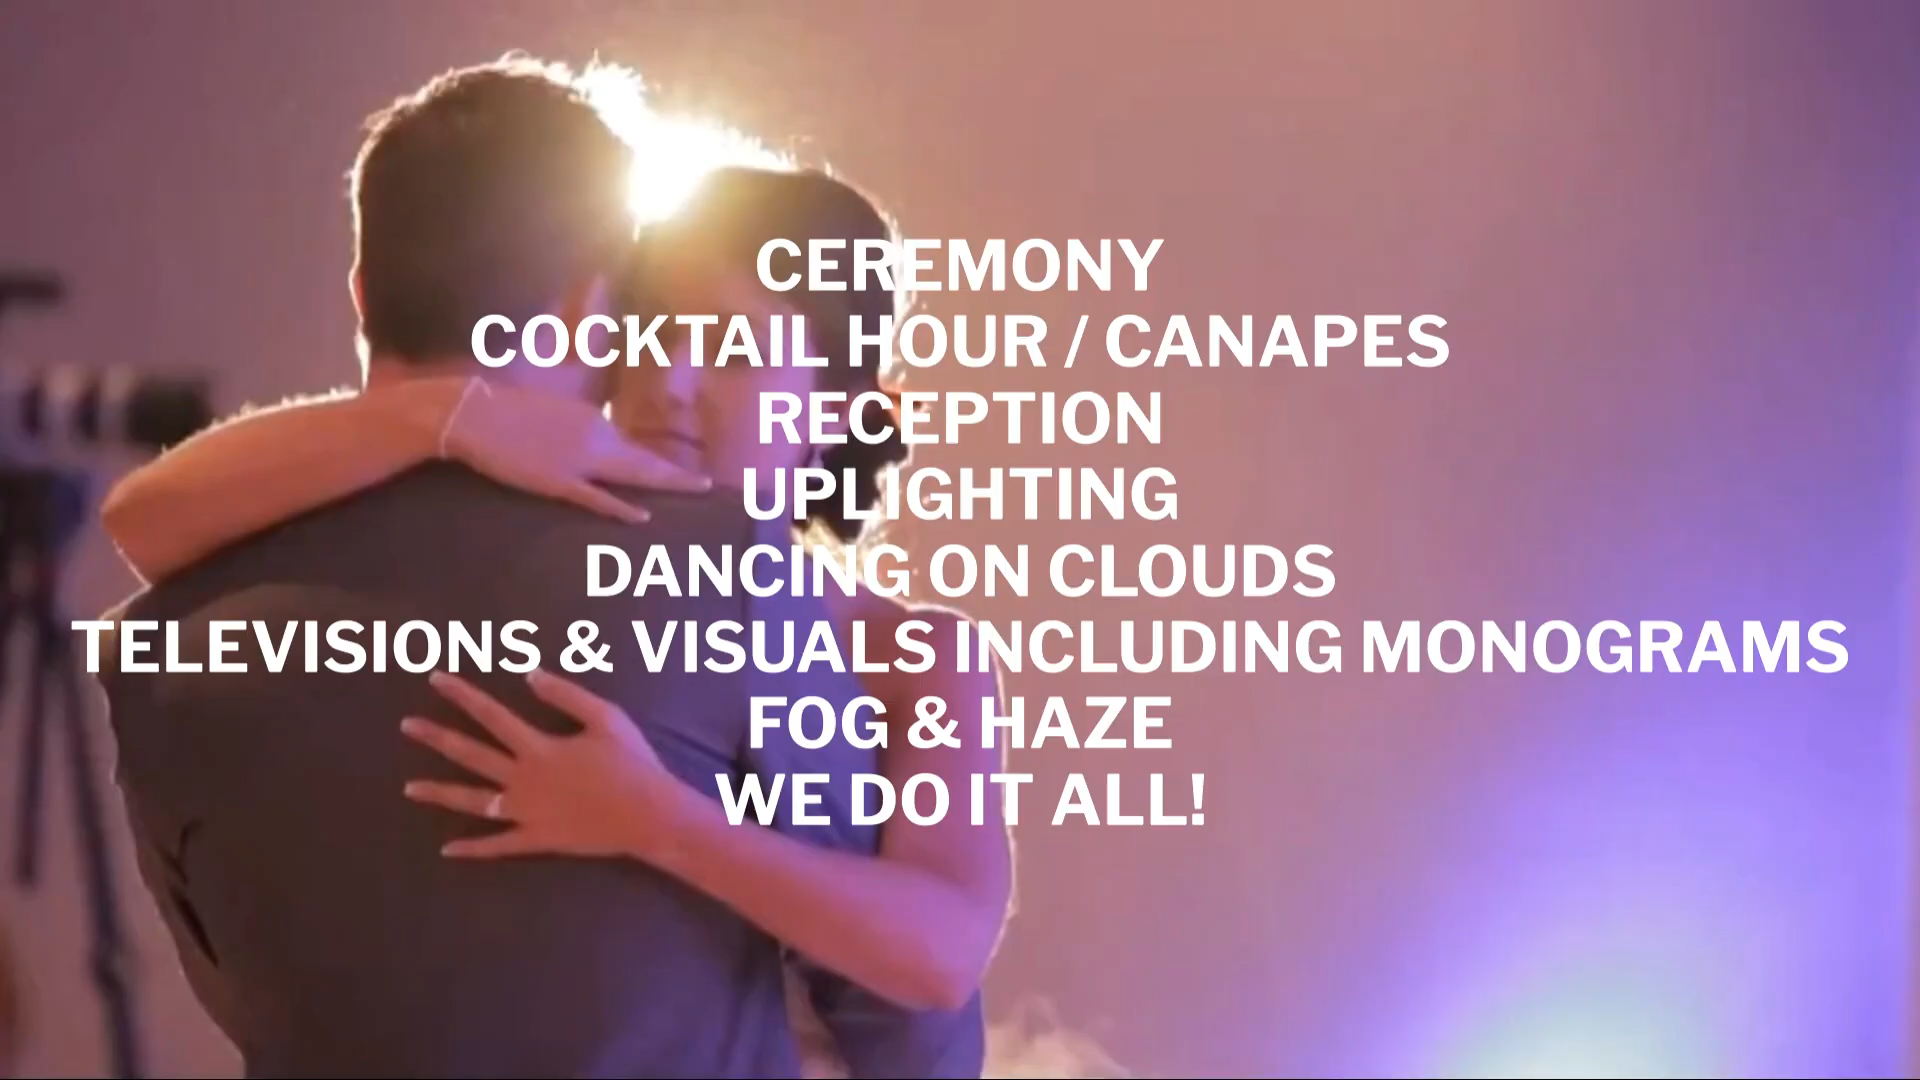 CEREMONY
COCKTAIL HOUR / CANAPES
RECEPTION
UPLIGHTING
DANCING ON CLOUDS
TELEVISIONS & VISUALS INCLUDING MONOGRAMS
FOG & HAZE
WE DO IT ALL!